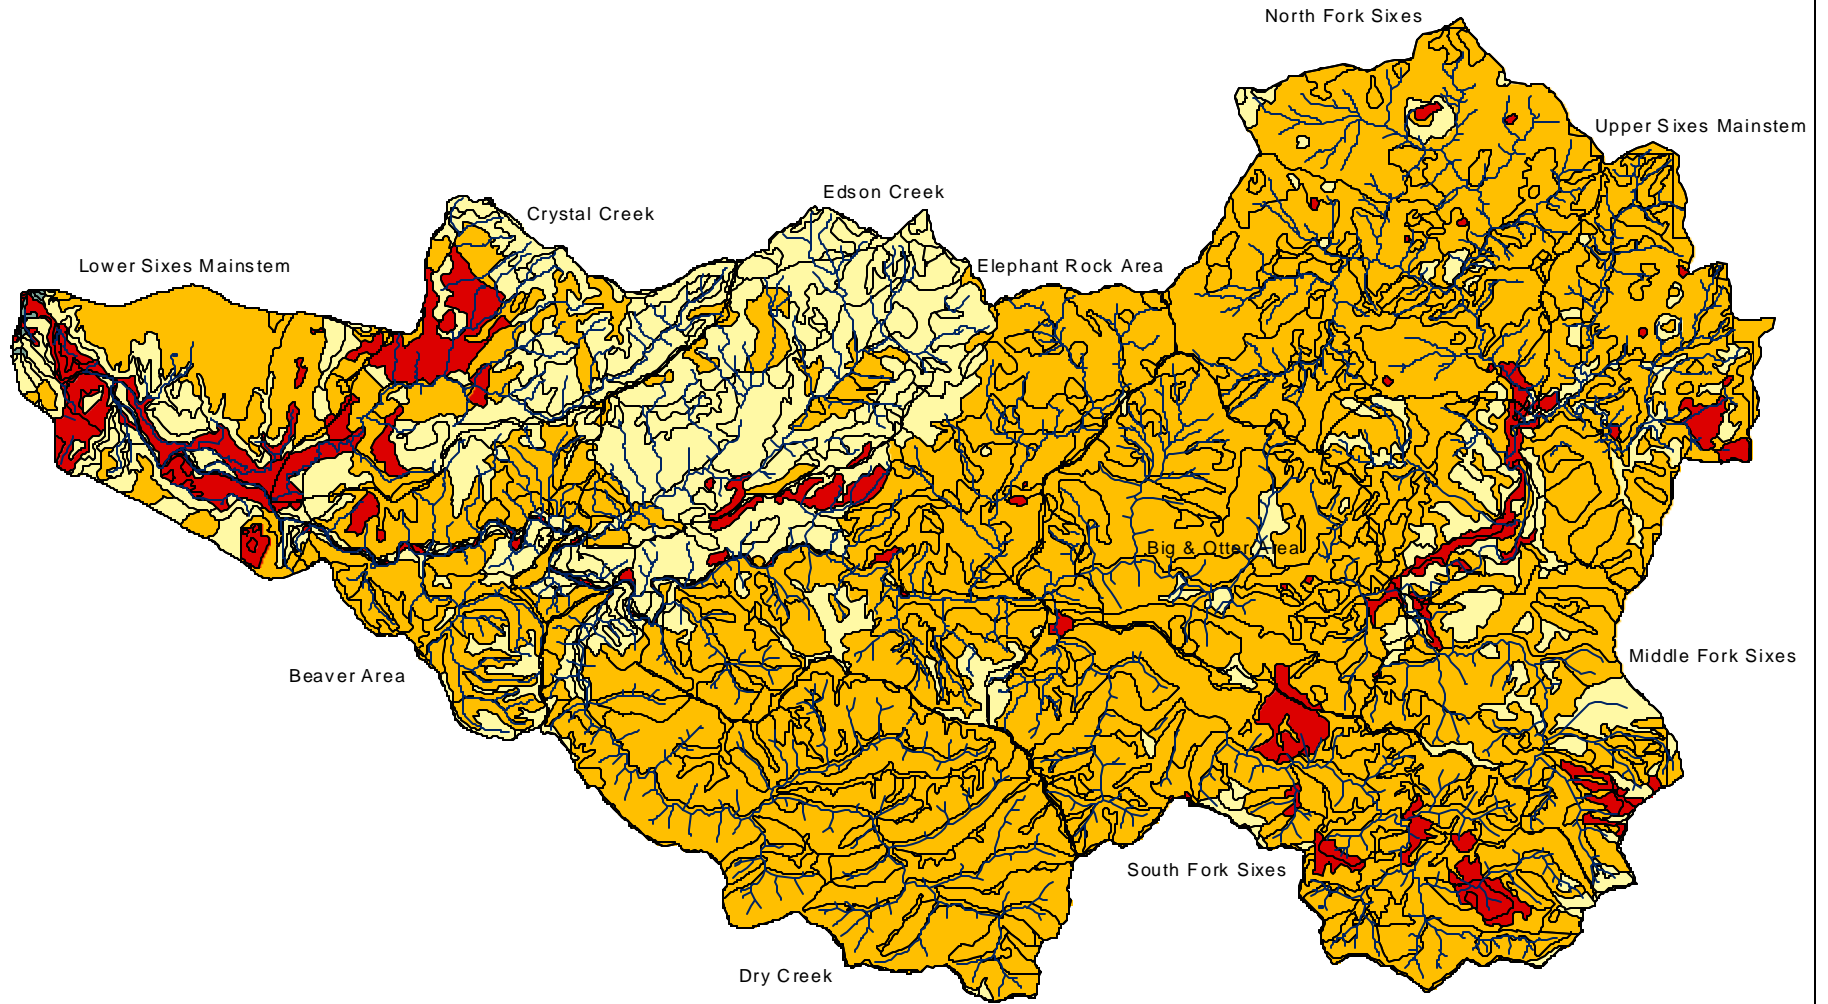 North Fork Sixes
Upper Sixes Mainstem
Edson Creek
Crystal Creek
Lower Sixes Mainstem
Elephant Rock Area
Big & Otter Area
Beaver Area
Middle Fork Sixes
South Fork Sixes
Dry Creek